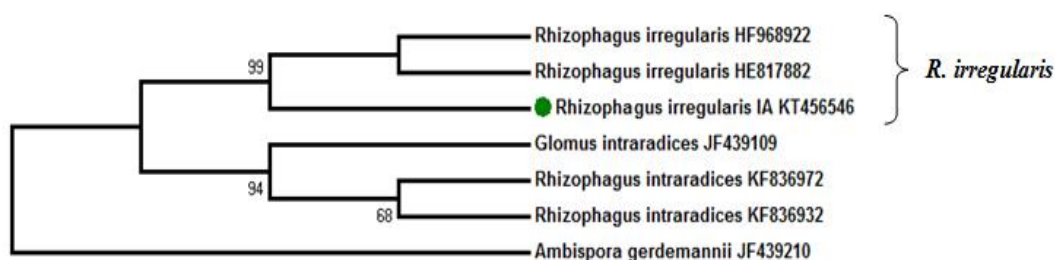 Rhizophagus irregularis HF968922
Rhizophagus irregularis HE817882
99
R. irregularis
Rhizophagus irregularis IA KT456546
Glomus intraradices JF439109
94
Rhizophagus intraradices KF836972
68
Rhizophagus intraradices KF836932
Ambispora gerdemannii JF439210